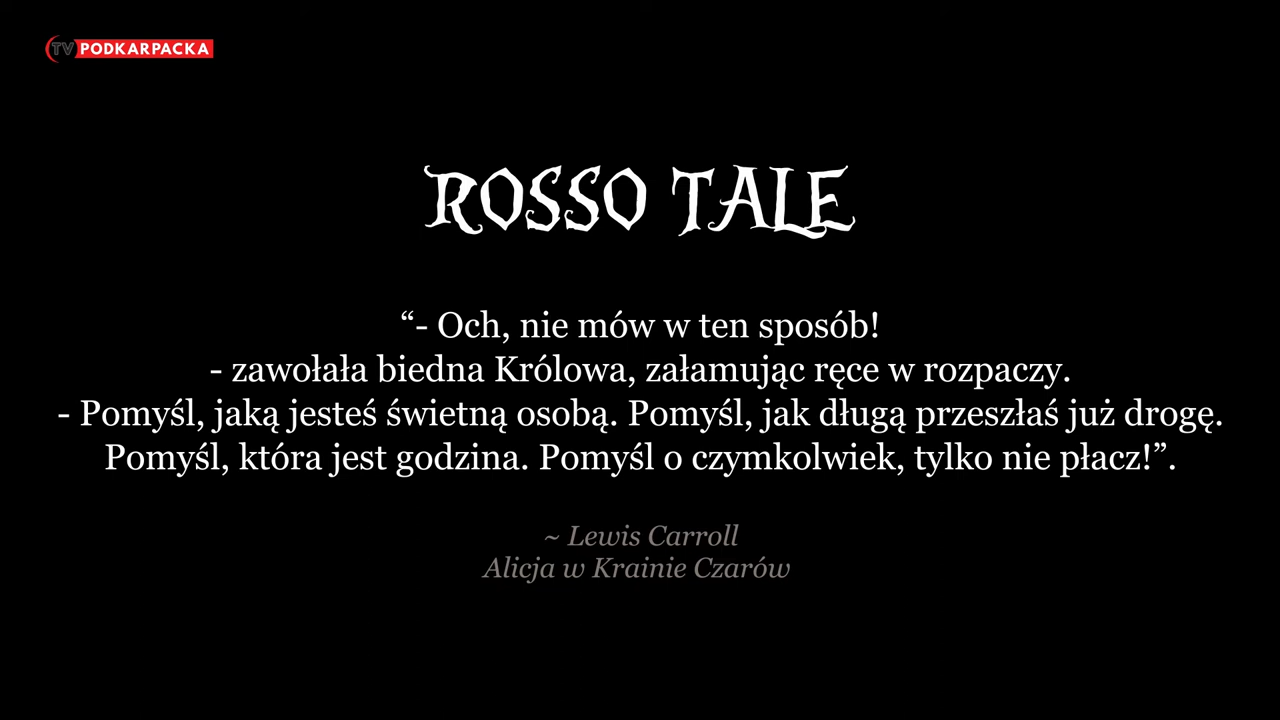 TV PODKARPACKA
ROSSO TALE
“- Och, nie mów w ten sposób!
- zawołała biedna Królowa, załamując ręce w rozpaczy.
- Pomyśl, jaką jesteś świetną osobą. Pomyśl, jak długą przeszłaś już drogę.
Pomyśl, która jest godzina. Pomyśl o czymkolwiek, tylko nie płacz!”.
~ Lewis Carroll
Alicja w Krainie Czarów